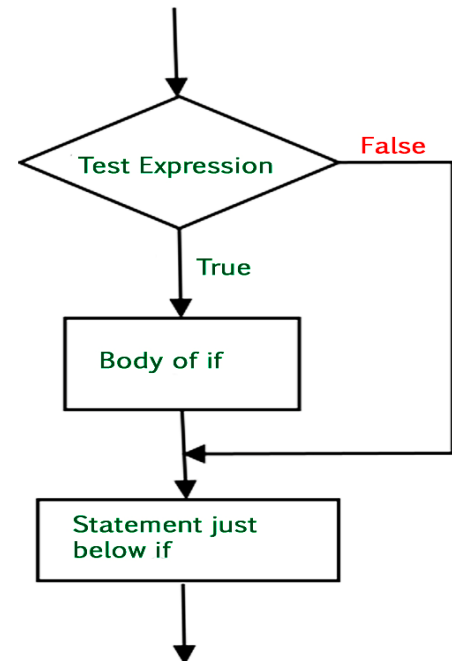 False
Test Expression
True
Body of if
Statement just
below if